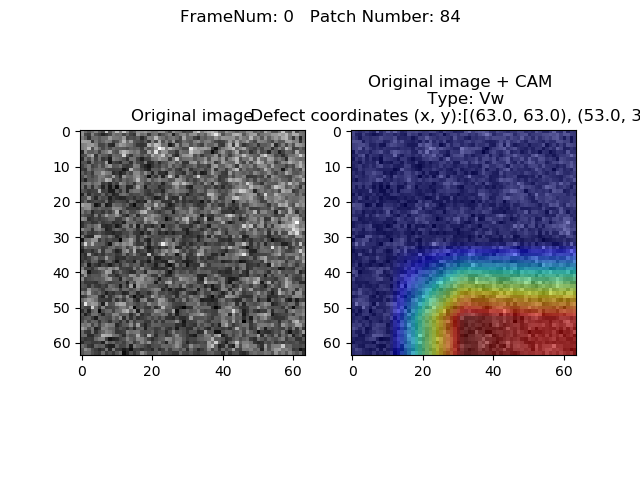 FrameNum: 0   Patch Number: 84
Original image + CAM
Type: Vw
Original image
Defect coordinates (x, y):[(63.0, 63.0), (53.0, 3
0
10
20
30
40
50
60
0 20 40 60
0
10
20
30
40
50
60
0 20 40 60